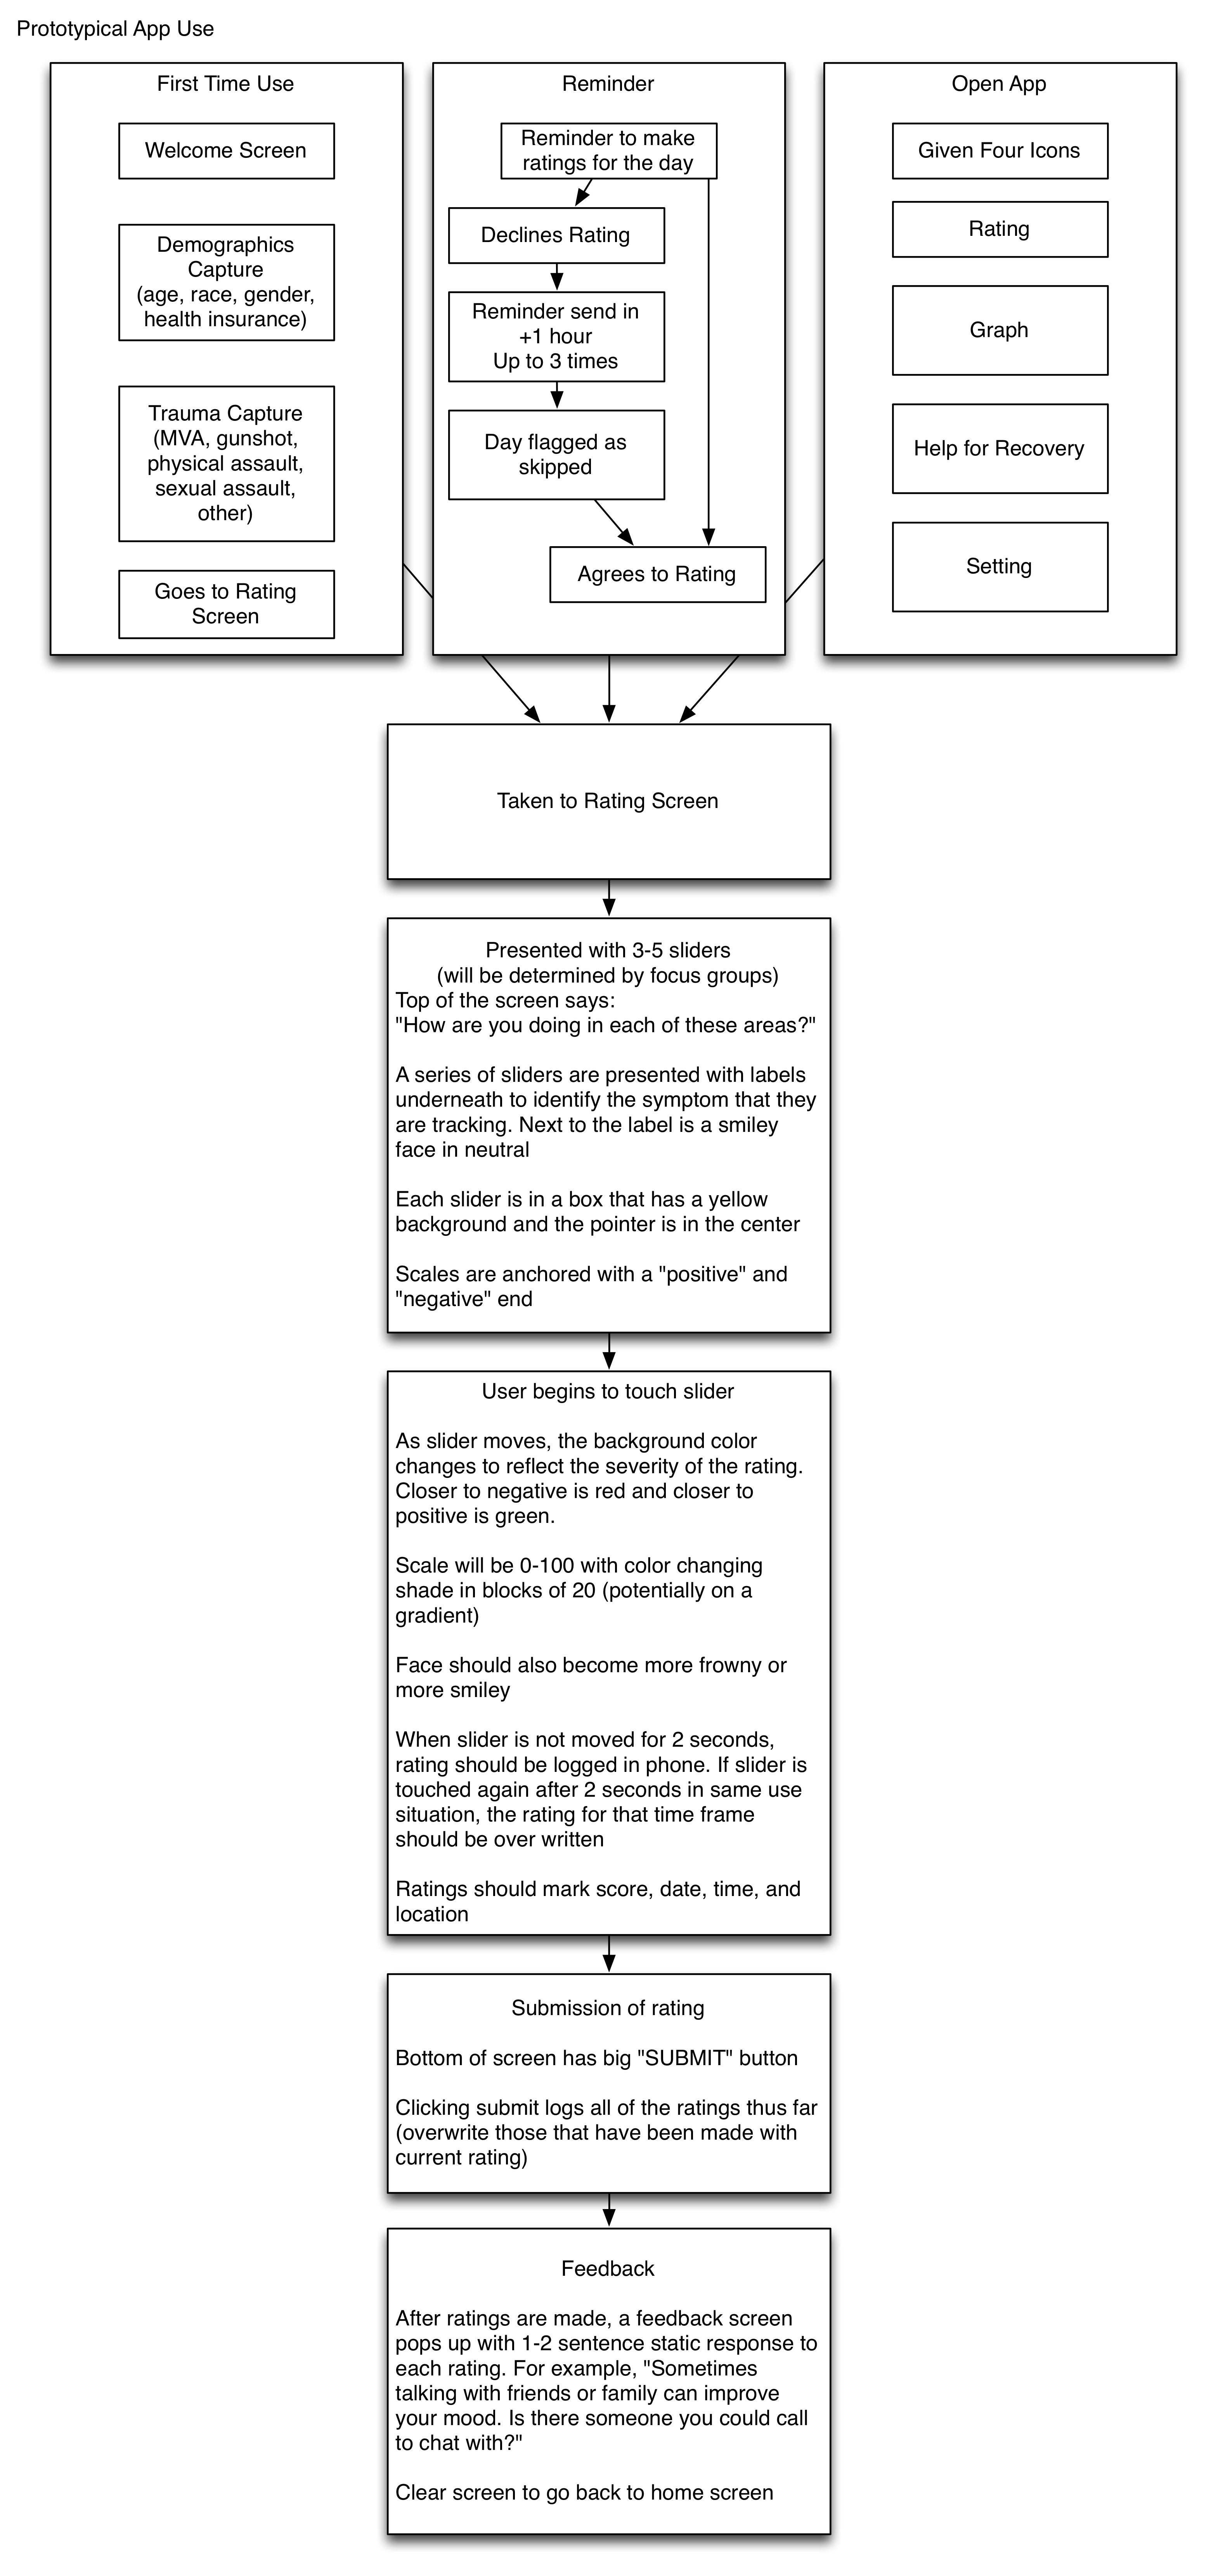 Prototypical App Use
First Time Use
Welcome Screen
Demographics
Capture
(age, race, gender,
health insurance)
Trauma Capture
(MVA, gunshot,
physical assault,
sexual assault,
other)
Goes to Rating
Screen
Reminder
Reminder to make
ratings for the day
Declines Rating
Reminder send in
+1 hour
Up to 3 times
Day flagged as
skipped
Agrees to Rating
Open App
Given Four Icons
Rating
Graph
Help for Recovery
Setting
Taken to Rating Screen
Presented with 3-5 sliders
(will be determined by focus groups)
Top of the screen says:
"How are you doing in each of these areas?"
A series of sliders are presented with labels
underneath to identify the symptom that they
are tracking. Next to the label is a smiley
face in neutral
Each slider is in a box that has a yellow
background and the pointer is in the center
Scales are anchored with a "positive" and
"negative" end
User begins to touch slider
As slider moves, the background color
changes to reflect the severity of the rating.
Closer to negative is red and closer to
positive is green.
Scale will be 0-100 with color changing
shade in blocks of 20 (potentially on a
gradient)
Face should also become more frowny or
more smiley
When slider is not moved for 2 seconds,
rating should be logged in phone. If slider is
touched again after 2 seconds in same use
situation, the rating for that time frame
should be over written
Ratings should mark score, date, time, and
location
Submission of rating
Bottom of screen has big "SUBMIT" button
Clicking submit logs all of the ratings thus far
(overwrite those that have been made with
current rating)
Feedback
After ratings are made, a feedback screen
pops up with 1-2 sentence static response to
each rating. For example, "Sometimes
talking with friends or family can improve
your mood. Is there someone you could call
to chat with?"
Clear screen to go back to home screen